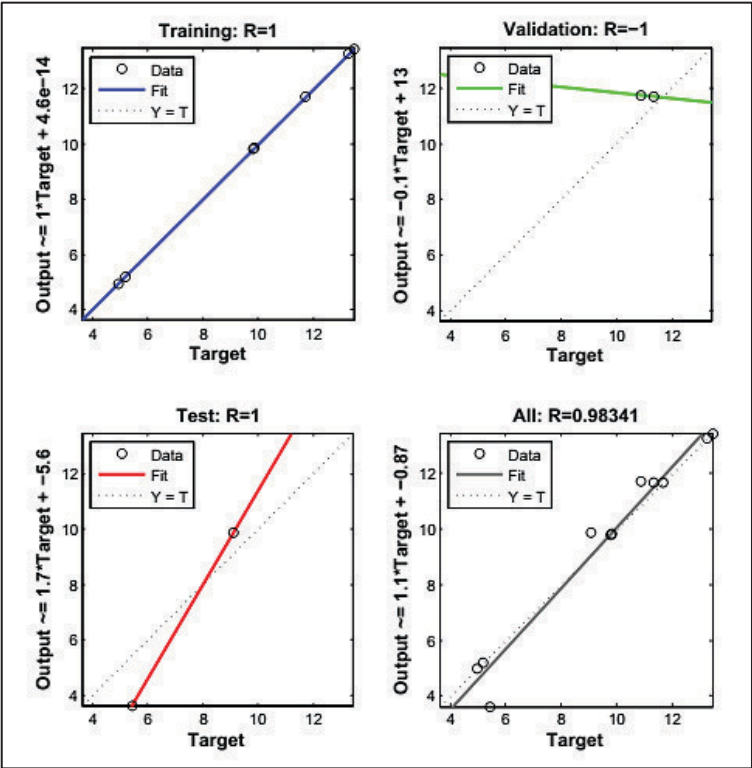 Training: R=1
Output ~= 1*Target + 4.6e−14
12
10
8
6
4
Data
Fit
Y = T
4
6
8
10
12
Target
Validation: R=−1
Output ~= −0.1*Target + 13
12
10
8
6
4
Data
Fit
Y = T
4
6
8
10
12
Target
Test: R=1
Output ~= 1.7*Target + −5.6
12
10
8
6
4
Data
Fit
Y = T
4
6
8
10
12
Target
All: R=0.98341
Output ~= 1.1*Target + −0.87
12
10
8
6
4
Data
Fit
Y = T
4
6
8
10
12
Target